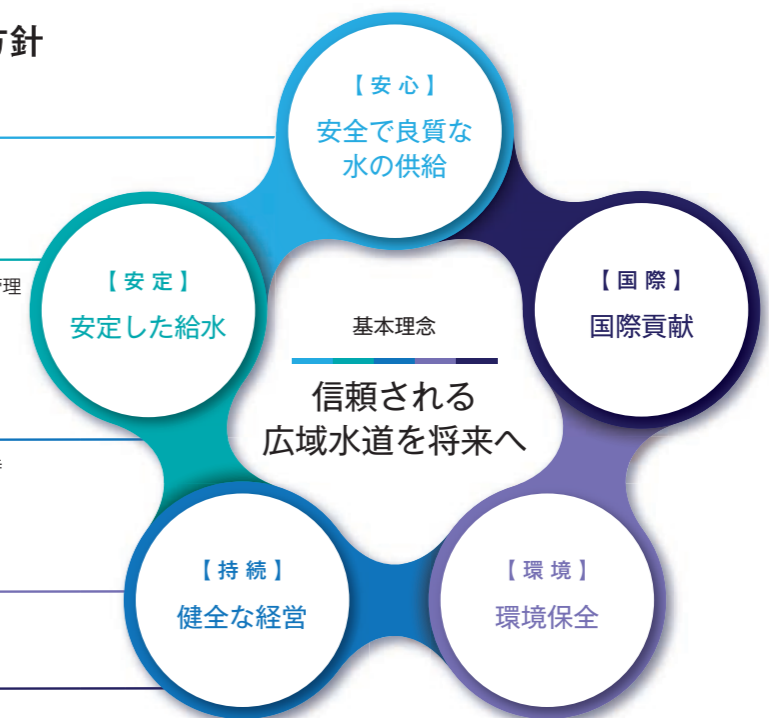 方針
【安心】
安全で良質な
水の供給
【安定】
安定した給水
【国際】
国際貢献
基本理念
信頼される
広域水道を将来へ
理
【持続】
健全な経営
【環境】
環境保全